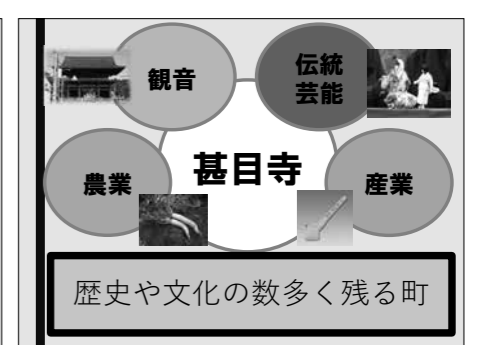 観音
伝統
芸能
甚目寺
農業
産業
歴史や文化の数多く残る町